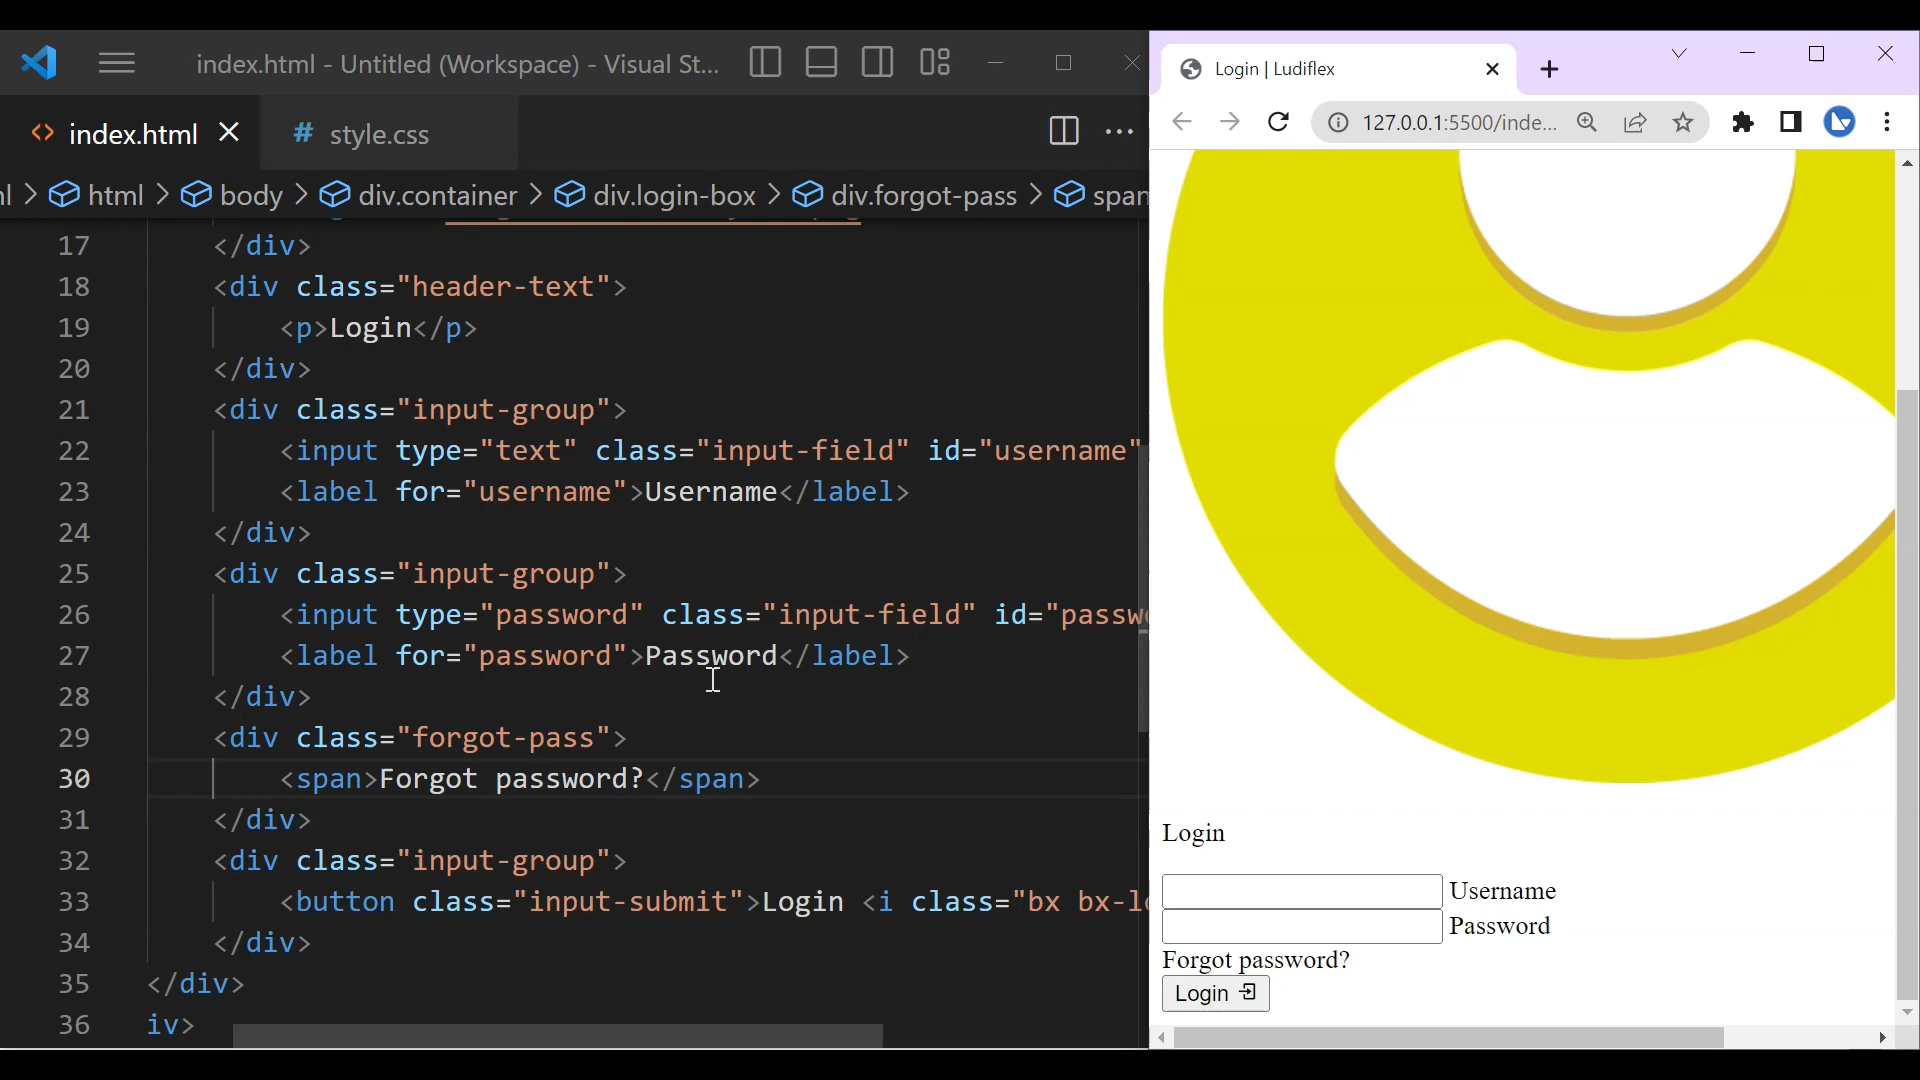 index.html - Untitled (Workspace) - Visual St...
index.html
# style.css
html
body
div.container
div.login-box
div.forgot-pass
span
17 </div>
18 <div class="header-text">
19 <p>Login</p>
20 </div>
21 <div class="input-group">
22 <input type="text" class="input-field" id="username"
23 <label for="username">Username</label>
24 </div>
25 <div class="input-group">
26 <input type="password" class="input-field" id="passw
27 <label for="password">Password</label>
28 </div>
29 <div class="forgot-pass">
30 <span>Forgot password?</span>
31 </div>
32 <div class="input-group">
33 <button class="input-submit">Login <i class="bx bx-lo
34 </div>
35 </div>
36 iv>
Login | Ludiflex
127.0.0.1:5500/inde...
Login
Username
Password
Forgot password?
Login